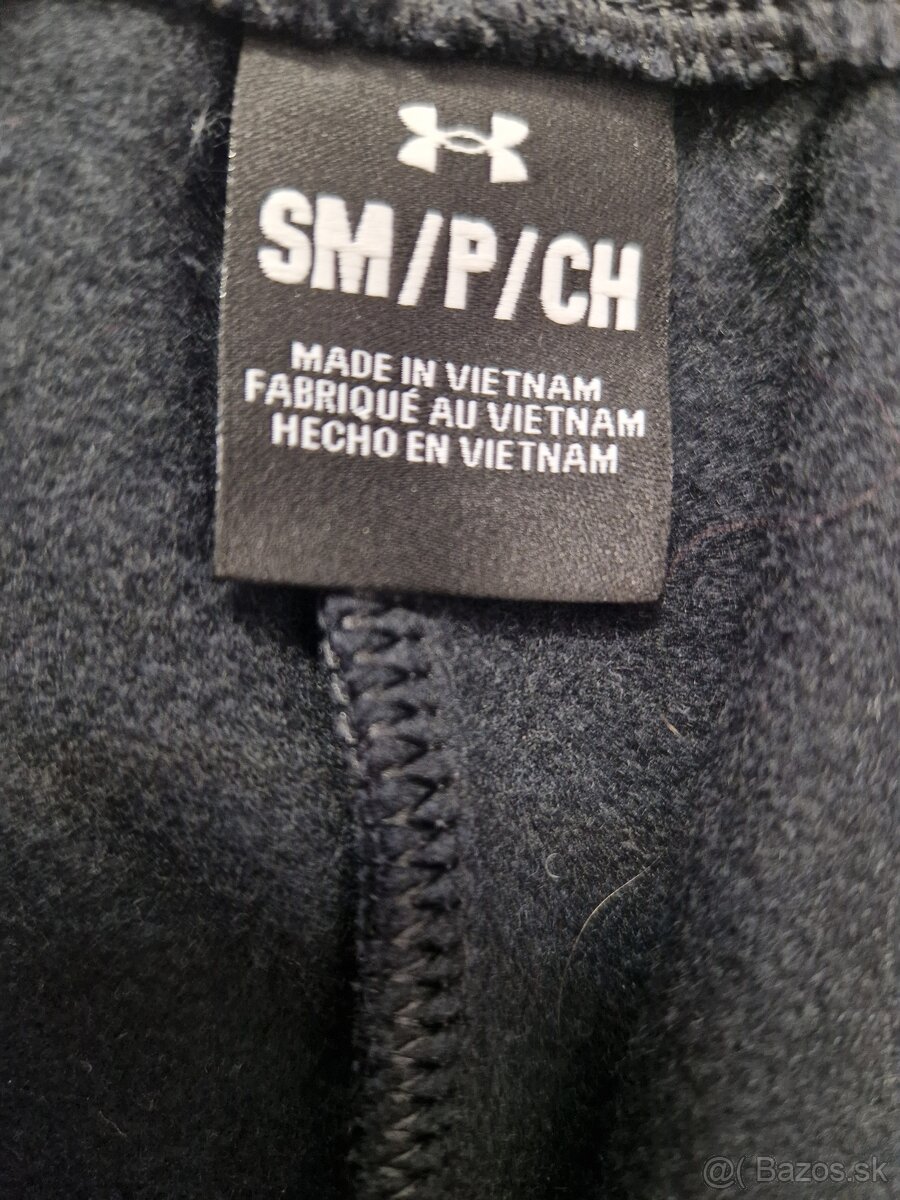 SM/P/CH
MADE IN VIETNAM
FABRIQUÉ AU VIETNAM
HECHO EN VIETNAM
@( Bazos.sk